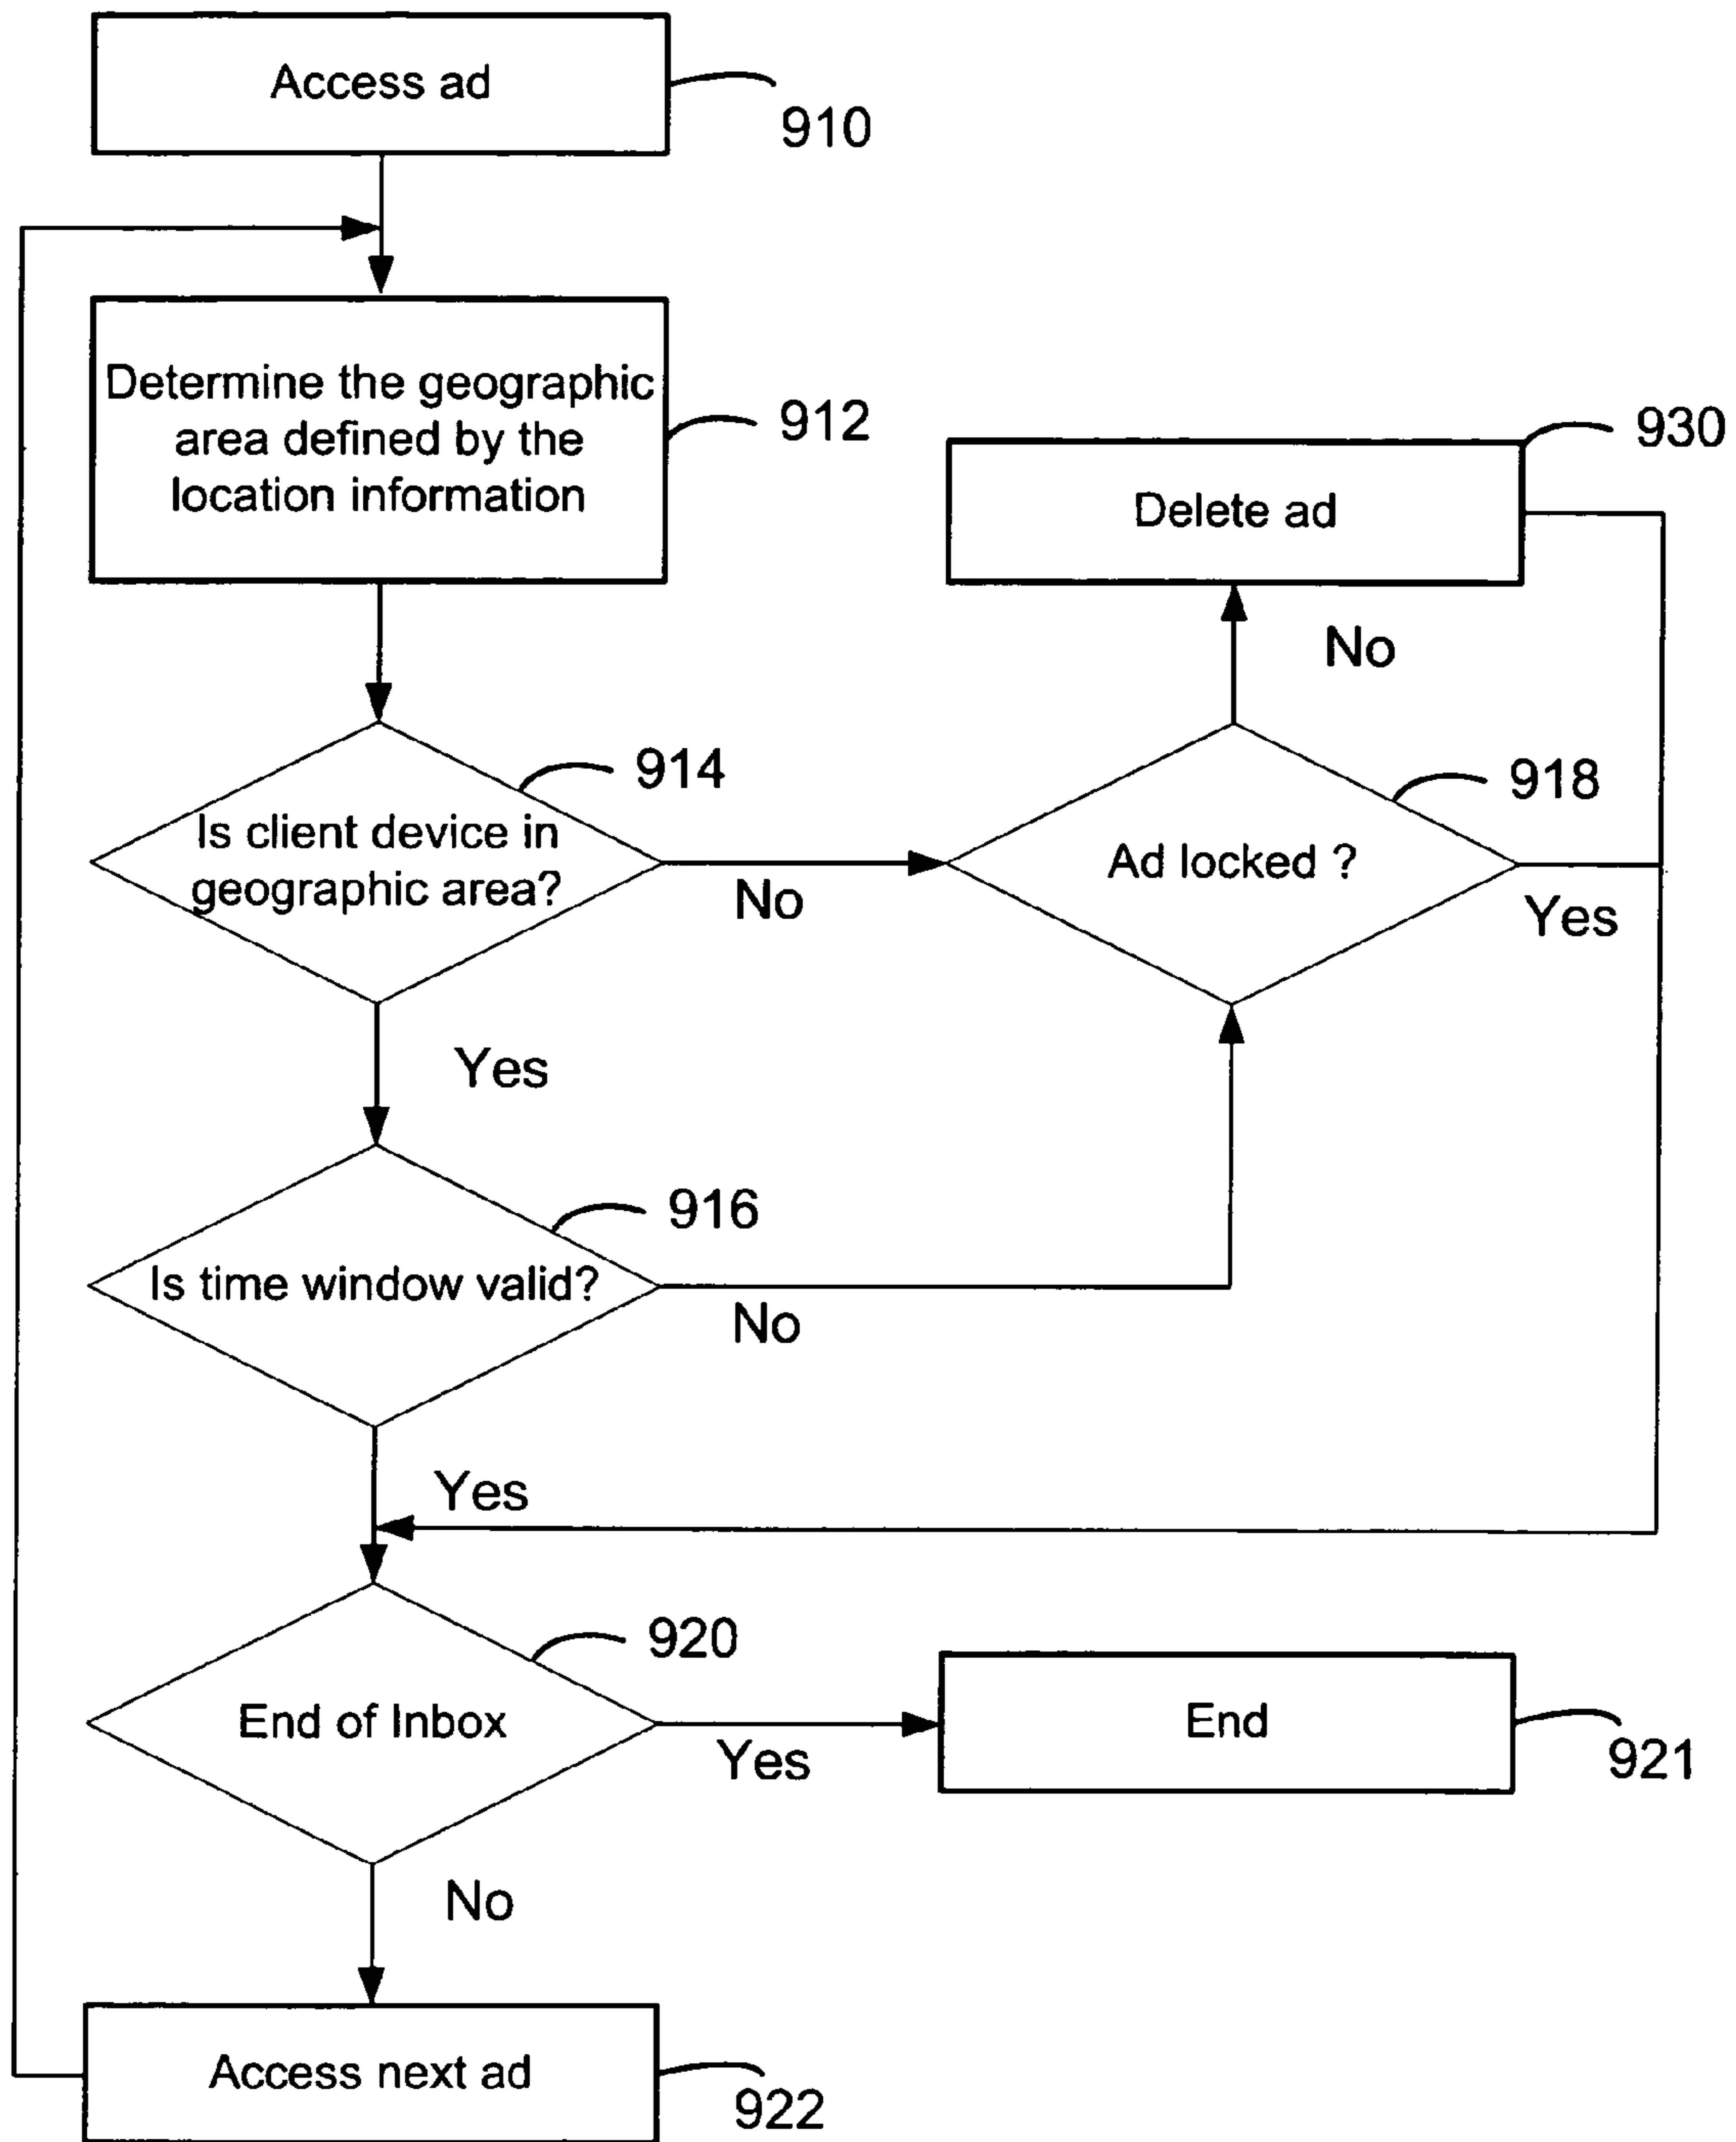 Access ad
910
Determine the geographic
area defined by the
location information
912
930
Delete ad
No
914
Is client device in
geographic area?
No
918
Ad locked ?
Yes
Yes
916
Is time window valid?
No
Yes
920
End of Inbox
Yes
End
921
No
Access next ad
922